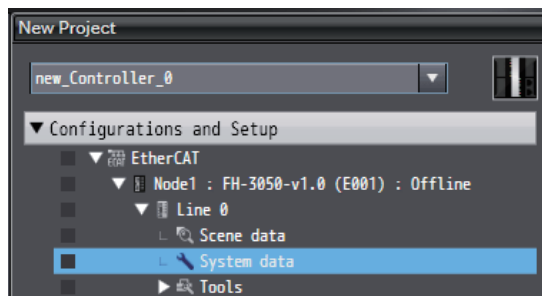 New Project
new_Controller_0
Configurations and Setup
EtherCAT
Node1 : FH-3050-v1.0 (E001) : Offline
Line 0
Scene data
System data
Tools